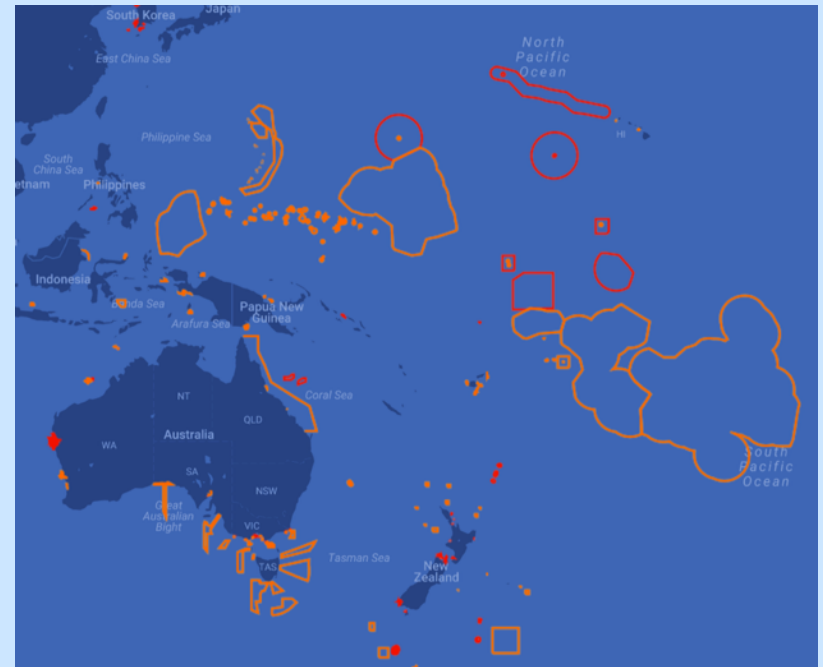 Japan
South Korea
East China Sea
North
Pacific
Ocean
HI
Philippine Sea
South
China Sea
etnam
Philippines
Indonesia
Banda Sea
Arafura Sea
Papua New
Guinea
Coral Sea
NT
QLD
WA
Australia
SA
NSW
Great
Australian
Bight
VIC
TAS
Tasman Sea
New
Zealand
South
Pacific
Ocean